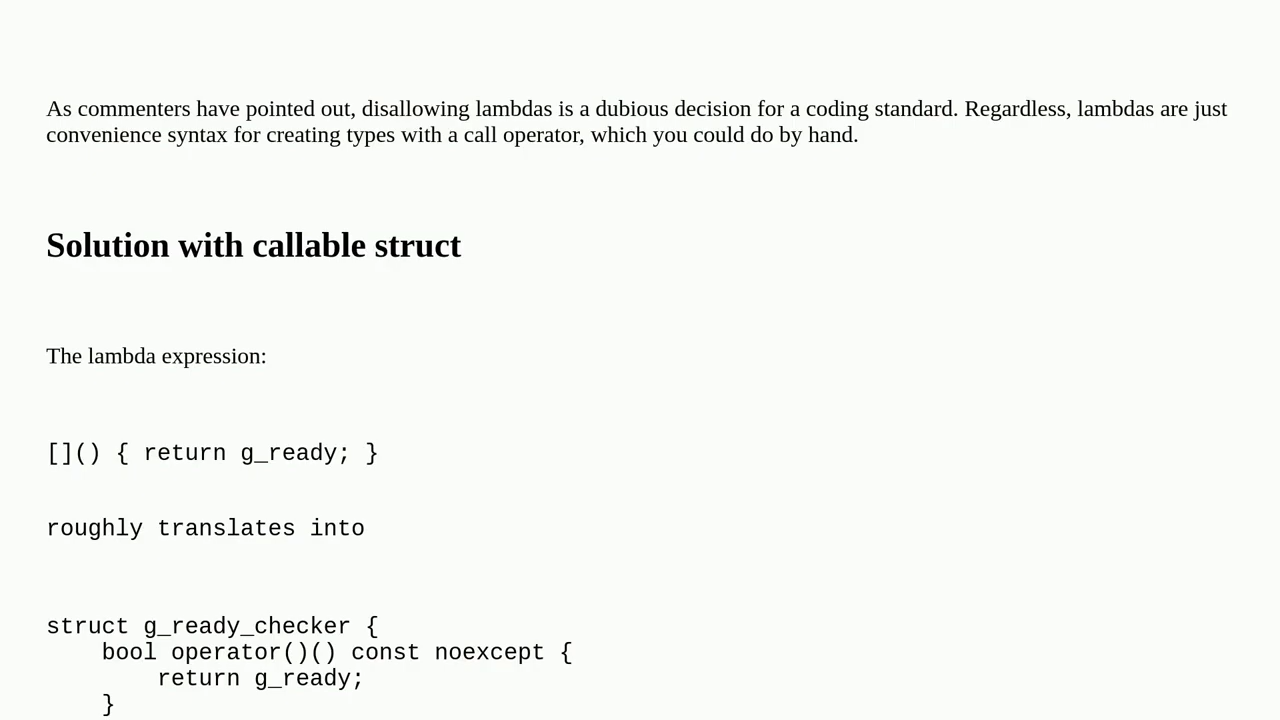 As commenters have pointed out, disallowing lambdas is a dubious decision for a coding standard. Regardless, lambdas are just
convenience syntax for creating types with a call operator, which you could do by hand.
Solution with callable struct
The lambda expression:
[]() { return g_ready; }
roughly translates into
struct g_ready_checker {
    bool operator()() const noexcept {
        return g_ready;
    }